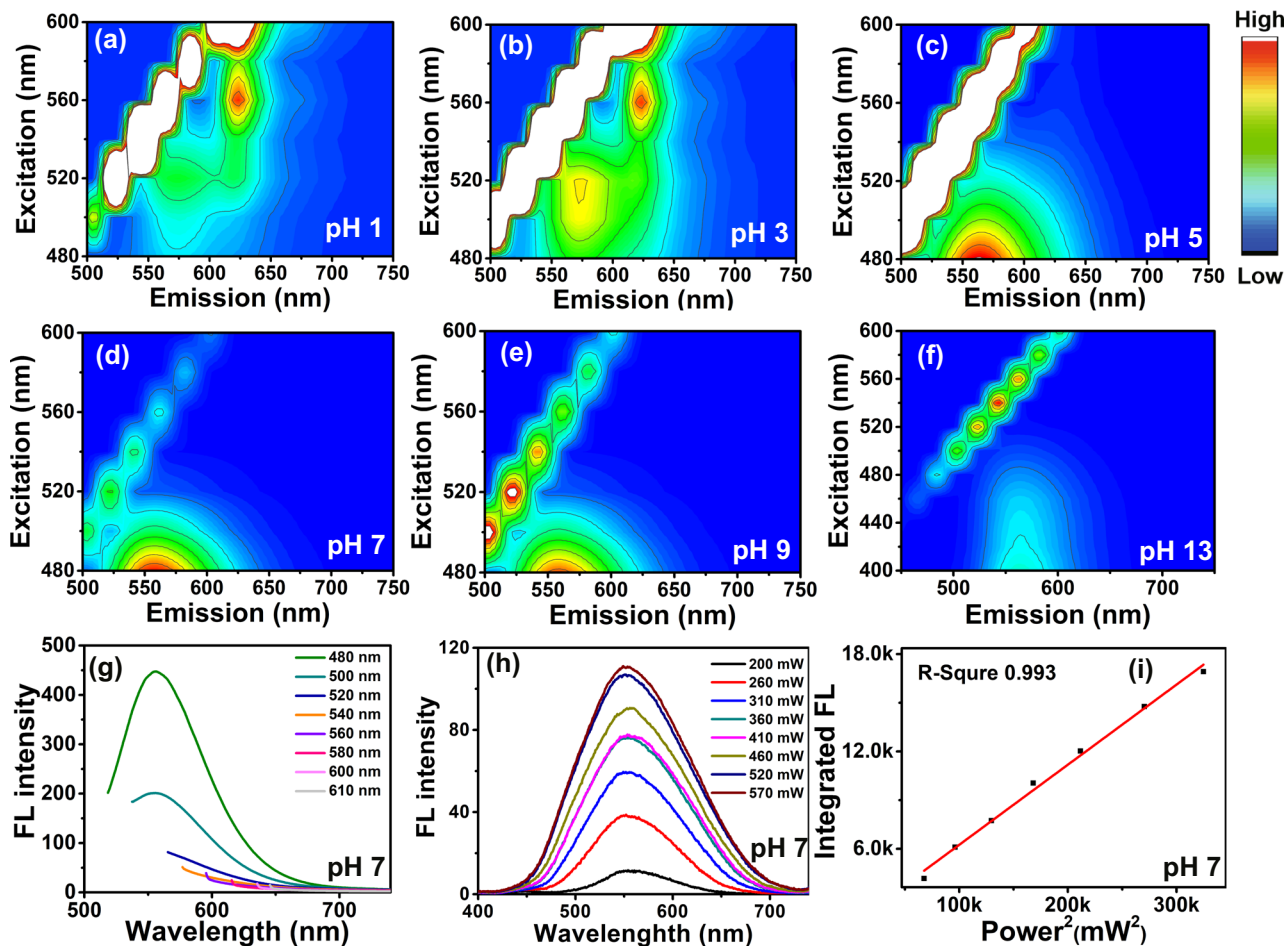 (a)
pH 1
Excitation (nm)
600
560
520
480
500 550 600 650 700 750
Emission (nm)
(b)
pH 3
Excitation (nm)
600
560
520
480
500 550 600 650 700 750
Emission (nm)
(c)
pH 5
Excitation (nm)
600
560
520
480
500 550 600 650 700 750
Emission (nm)
High
Low
(d)
pH 7
Excitation (nm)
600
560
520
480
500 550 600 650 700 750
Emission (nm)
(e)
pH 9
Excitation (nm)
600
560
520
480
500 550 600 650 700 750
Emission (nm)
(f)
pH 13
Excitation (nm)
600
560
520
480
440
400
500 600 700
Emission (nm)
(g)
480 nm
500 nm
520 nm
540 nm
560 nm
580 nm
600 nm
610 nm
pH 7
FL intensity
500
400
300
200
100
0
500 600 700
Wavelength (nm)
(h)
200 mW
260 mW
310 mW
360 mW
410 mW
460 mW
520 mW
570 mW
pH 7
FL intensity
120
80
40
0
400 500 600 700
Wavelenghth (nm)
(i)
R-Squre 0.993
pH 7
Integrated FL
18.0k
12.0k
6.0k
100k 200k 300k
Power²(mW²)